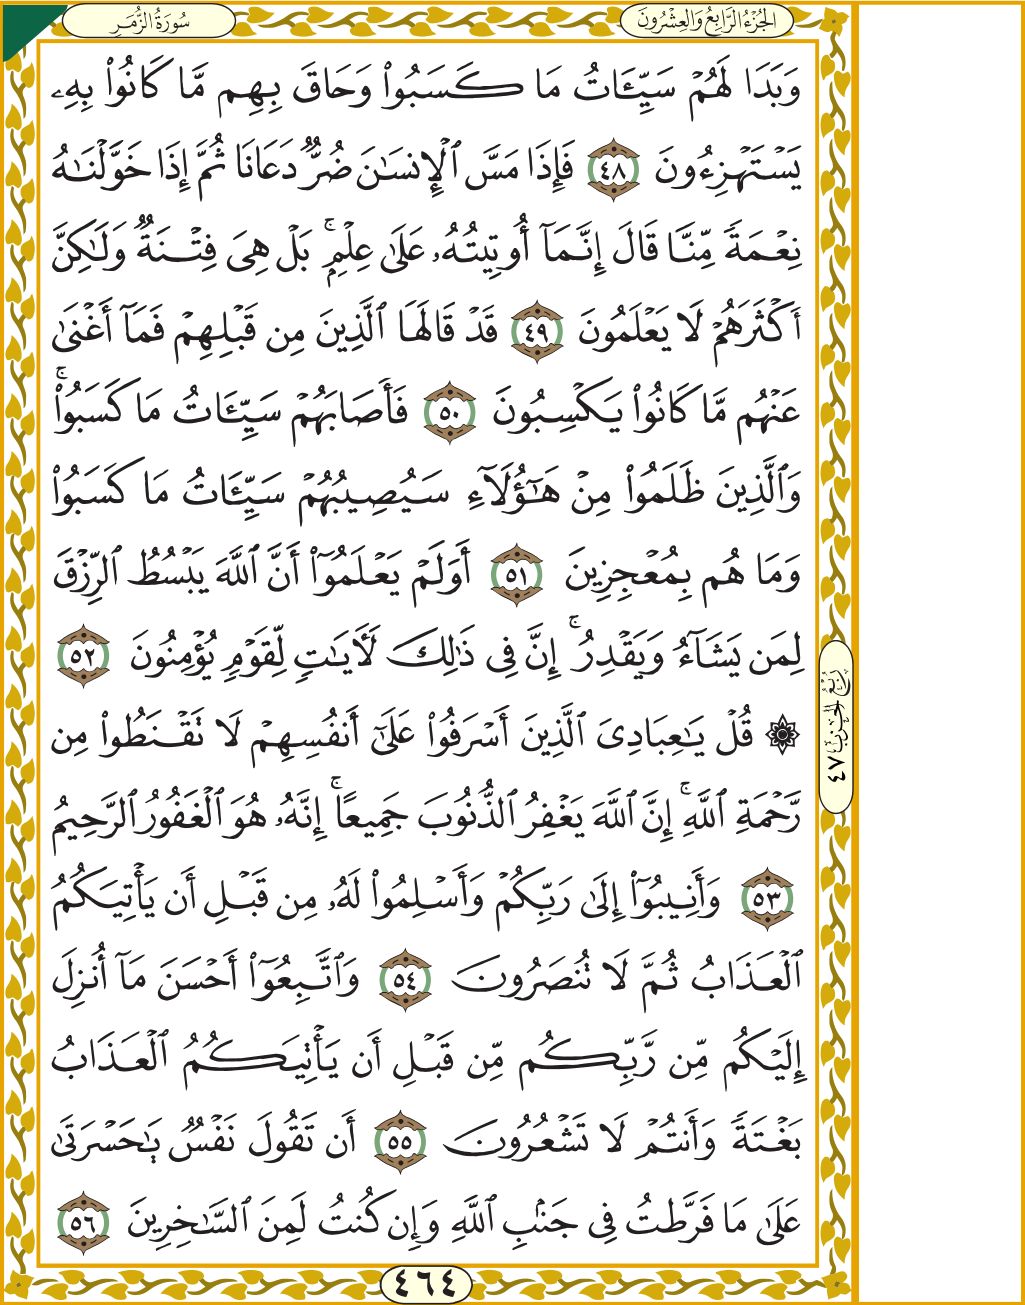 الجُزْءُ الرَّابِعُ وَالعِشْرُونَ
سُورَةُ الزُّمَرِ
وَبَدَا لَهُمۡ سَيِّـَٔاتُ مَا كَسَبُواْ وَحَاقَ بِهِم مَّا كَانُواْ بِهِۦ
يَسۡتَهۡزِءُونَ ٤٨ فَإِذَا مَسَّ ٱلۡإِنسَٰنَ ضُرࣱّ دَعَانَا ثُمَّ إِذَا خَوَّلۡنَٰهُ
نِعۡمَةࣰ مِّنَّا قَالَ إِنَّمَآ أُوتِيتُهُۥ عَلَىٰ عِلۡمِۭۚ بَلۡ هِيَ فِتۡنَةࣱ وَلَٰكِنَّ
أَكۡثَرَهُمۡ لَا يَعۡلَمُونَ ٤٩ قَدۡ قَالَهَا ٱلَّذِينَ مِن قَبۡلِهِمۡ فَمَآ أَغۡنَىٰ
عَنۡهُم مَّا كَانُواْ يَكۡسِبُونَ ٥٠ فَأَصَابَهُمۡ سَيِّـَٔاتُ مَا كَسَبُواْۚ
وَٱلَّذِينَ ظَلَمُواْ مِنۡ هَٰٓؤُلَآءِ سَيُصِيبُهُمۡ سَيِّـَٔاتُ مَا كَسَبُواْ
وَمَا هُم بِمُعۡجِزِينَ ٥١ أَوَلَمۡ يَعۡلَمُوٓاْ أَنَّ ٱللَّهَ يَبۡسُطُ ٱلرِّزۡقَ
لِمَن يَشَآءُ وَيَقۡدِرُۚ إِنَّ فِي ذَٰلِكَ لَأٓيَٰتࣲ لِّقَوۡمࣲ يُؤۡمِنُونَ ٥٢
۞ قُلۡ يَٰعِبَادِيَ ٱلَّذِينَ أَسۡرَفُواْ عَلَىٰٓ أَنفُسِهِمۡ لَا تَقۡنَطُواْ مِن
رَّحۡمَةِ ٱللَّهِۚ إِنَّ ٱللَّهَ يَغۡفِرُ ٱلذُّنُوبَ جَمِيعًاۚ إِنَّهُۥ هُوَ ٱلۡغَفُورُ ٱلرَّحِيمُ
٥٣ وَأَنِيبُوٓاْ إِلَىٰ رَبِّكُمۡ وَأَسۡلِمُواْ لَهُۥ مِن قَبۡلِ أَن يَأۡتِيَكُمُ
ٱلۡعَذَابُ ثُمَّ لَا تُنصَرُونَ ٥٤ وَٱتَّبِعُوٓاْ أَحۡسَنَ مَآ أُنزِلَ
إِلَيۡكُم مِّن رَّبِّكُم مِّن قَبۡلِ أَن يَأۡتِيَكُمُ ٱلۡعَذَابُ
بَغۡتَةࣰ وَأَنتُمۡ لَا تَشۡعُرُونَ ٥٥ أَن تَقُولَ نَفۡسࣱ يَٰحَسۡرَتَىٰ
عَلَىٰ مَا فَرَّطتُ فِي جَنۢبِ ٱللَّهِ وَإِن كُنتُ لَمِنَ ٱلسَّٰخِرِينَ ٥٦
رُبْعُ الحِزْبِ ٤٧
٤٦٤